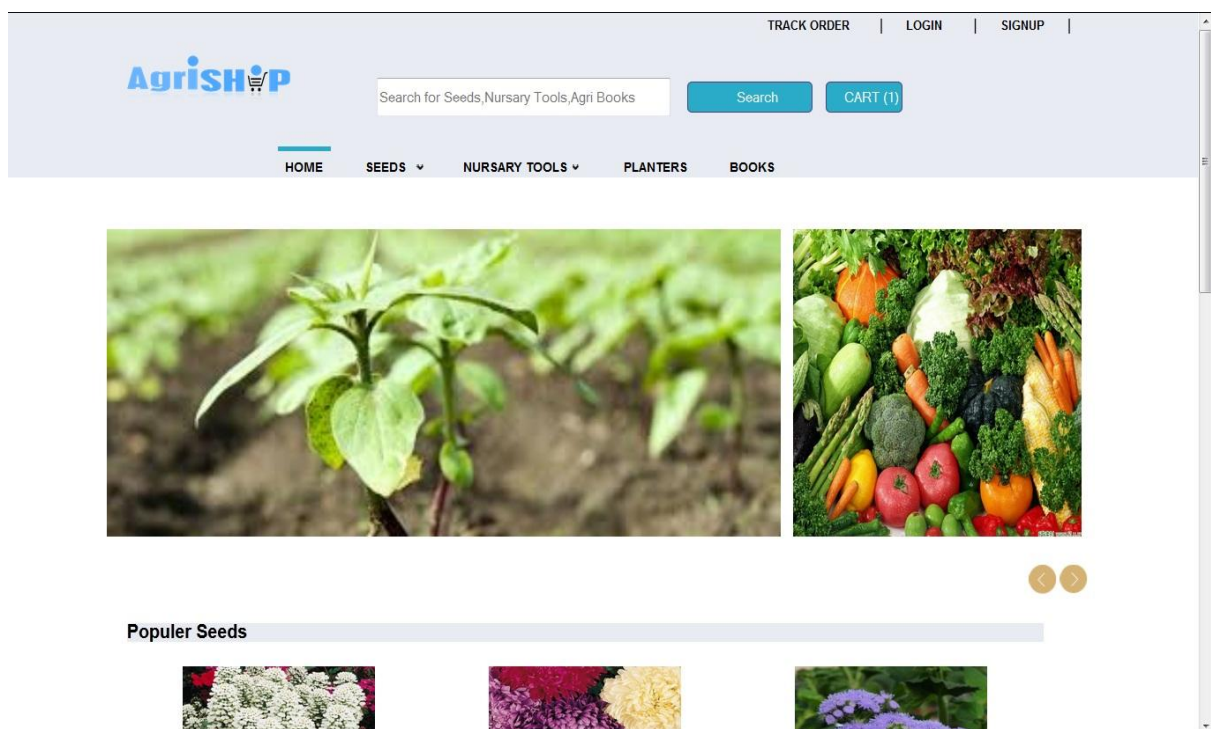 TRACK ORDER | LOGIN | SIGNUP |
AgriSHOP
Search for Seeds,Nursary Tools,Agri Books Search CART (1)
HOME SEEDS NURSARY TOOLS PLANTERS BOOKS
Populer Seeds